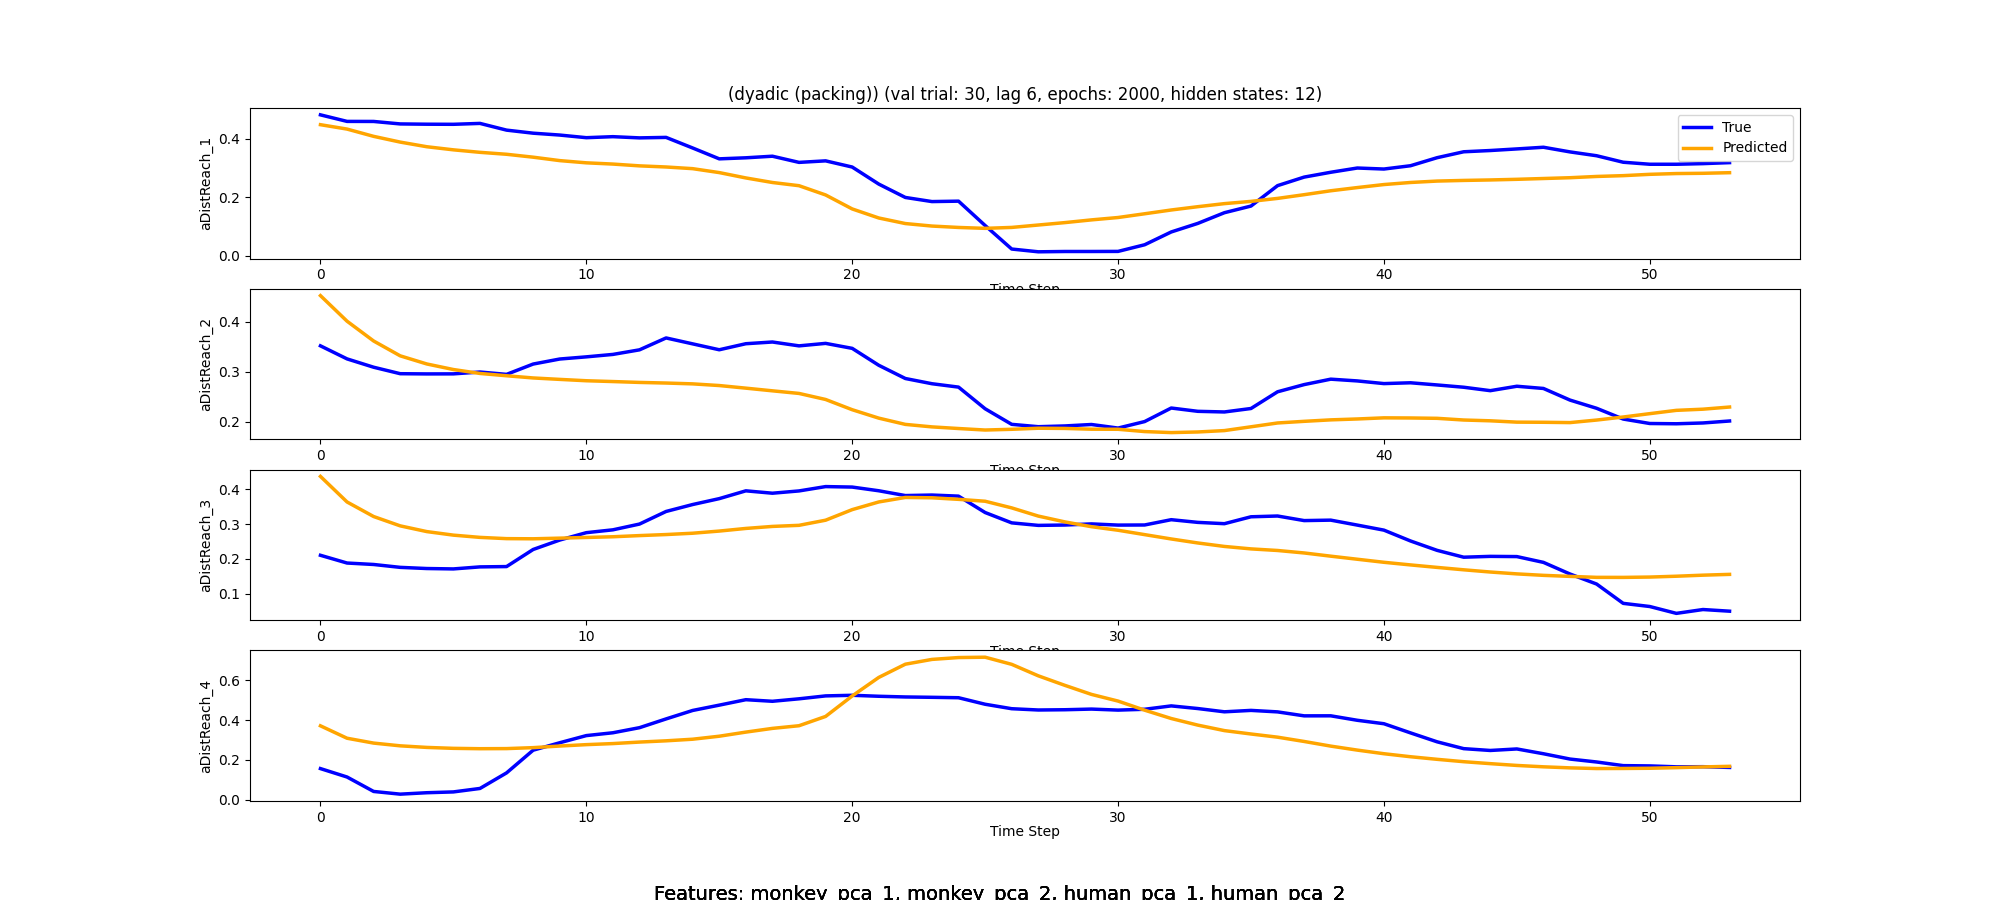 (dyadic (packing)) (val trial: 30, lag 6, epochs: 2000, hidden states: 12)
True
Predicted
aDistReach_1
0.4
0.2
0.0
0 10 20 30 40 50
Time Step
aDistReach_2
0.4
0.3
0.2
0 10 20 30 40 50
Time Step
aDistReach_3
0.4
0.3
0.2
0.1
0 10 20 30 40 50
Time Step
aDistReach_4
0.6
0.4
0.2
0.0
0 10 20 30 40 50
Time Step
Features: monkey_pca_1, monkey_pca_2, human_pca_1, human_pca_2